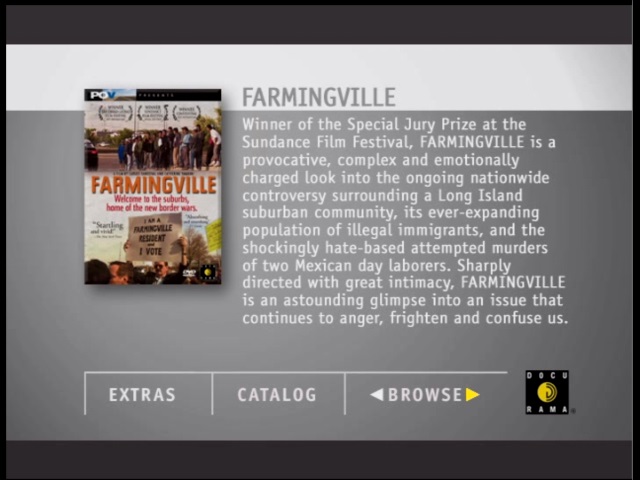 POV PRESENTS
FARMINGVILLE
Welcome to the suburbs,
home of the new border wars.
"Startling
and vivid"
I AM A
FARMINGVILLE
RESIDENT
and
I VOTE
DVD
FARMINGVILLE
Winner of the Special Jury Prize at the
Sundance Film Festival, FARMINGVILLE is a
provocative, complex and emotionally
charged look into the ongoing nationwide
controversy surrounding a Long Island
suburban community, its ever-expanding
population of illegal immigrants, and the
shockingly hate-based attempted murders
of two Mexican day laborers. Sharply
directed with great intimacy, FARMINGVILLE
is an astounding glimpse into an issue that
continues to anger, frighten and confuse us.
EXTRAS
CATALOG
BROWSE
DOCU
RAMA